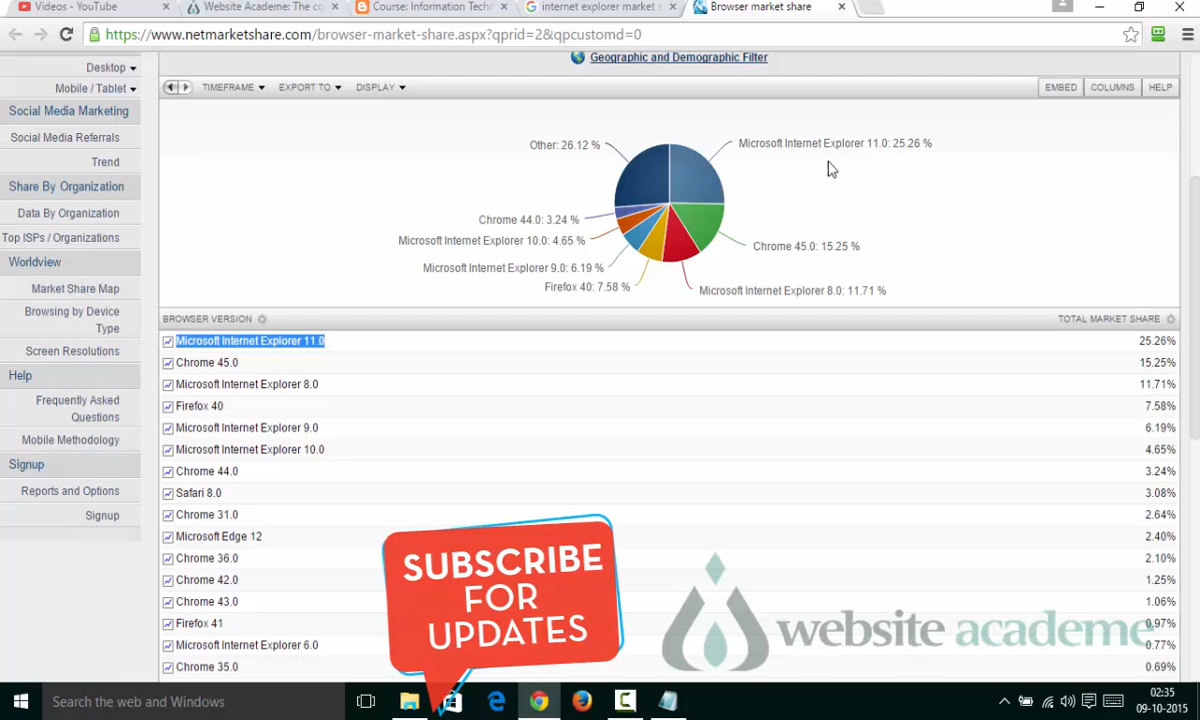 Videos - YouTube
Website Academe: The co
Course: Information Tech
internet explorer market s
Browser market share
https://www.netmarketshare.com/browser-market-share.aspx?qprid=2&qpcustomd=0
Desktop
Mobile / Tablet
Social Media Marketing
Social Media Referrals
Trend
Share By Organization
Data By Organization
Top ISPs / Organizations
Worldview
Market Share Map
Browsing by Device
Type
Screen Resolutions
Help
Frequently Asked
Questions
Mobile Methodology
Signup
Reports and Options
Signup
Geographic and Demographic Filter
TIMEFRAME
EXPORT TO
DISPLAY
EMBED
COLUMNS
HELP
Other: 26.12 %
Microsoft Internet Explorer 11.0: 25.26 %
Chrome 44.0: 3.24 %
Microsoft Internet Explorer 10.0: 4.65 %
Chrome 45.0: 15.25 %
Microsoft Internet Explorer 9.0: 6.19 %
Firefox 40: 7.58 %
Microsoft Internet Explorer 8.0: 11.71 %
BROWSER VERSION TOTAL MARKET SHARE
Microsoft Internet Explorer 11.0 25.26%
Chrome 45.0 15.25%
Microsoft Internet Explorer 8.0 11.71%
Firefox 40 7.58%
Microsoft Internet Explorer 9.0 6.19%
Microsoft Internet Explorer 10.0 4.65%
Chrome 44.0 3.24%
Safari 8.0 3.08%
Chrome 31.0 2.64%
Microsoft Edge 12 2.40%
Chrome 36.0 2.10%
Chrome 42.0 1.25%
Chrome 43.0 1.06%
Firefox 41 0.97%
Microsoft Internet Explorer 6.0 0.77%
Chrome 35.0 0.69%
SUBSCRIBE
FOR
UPDATES
website academe
Search the web and Windows
02:35
09-10-2015